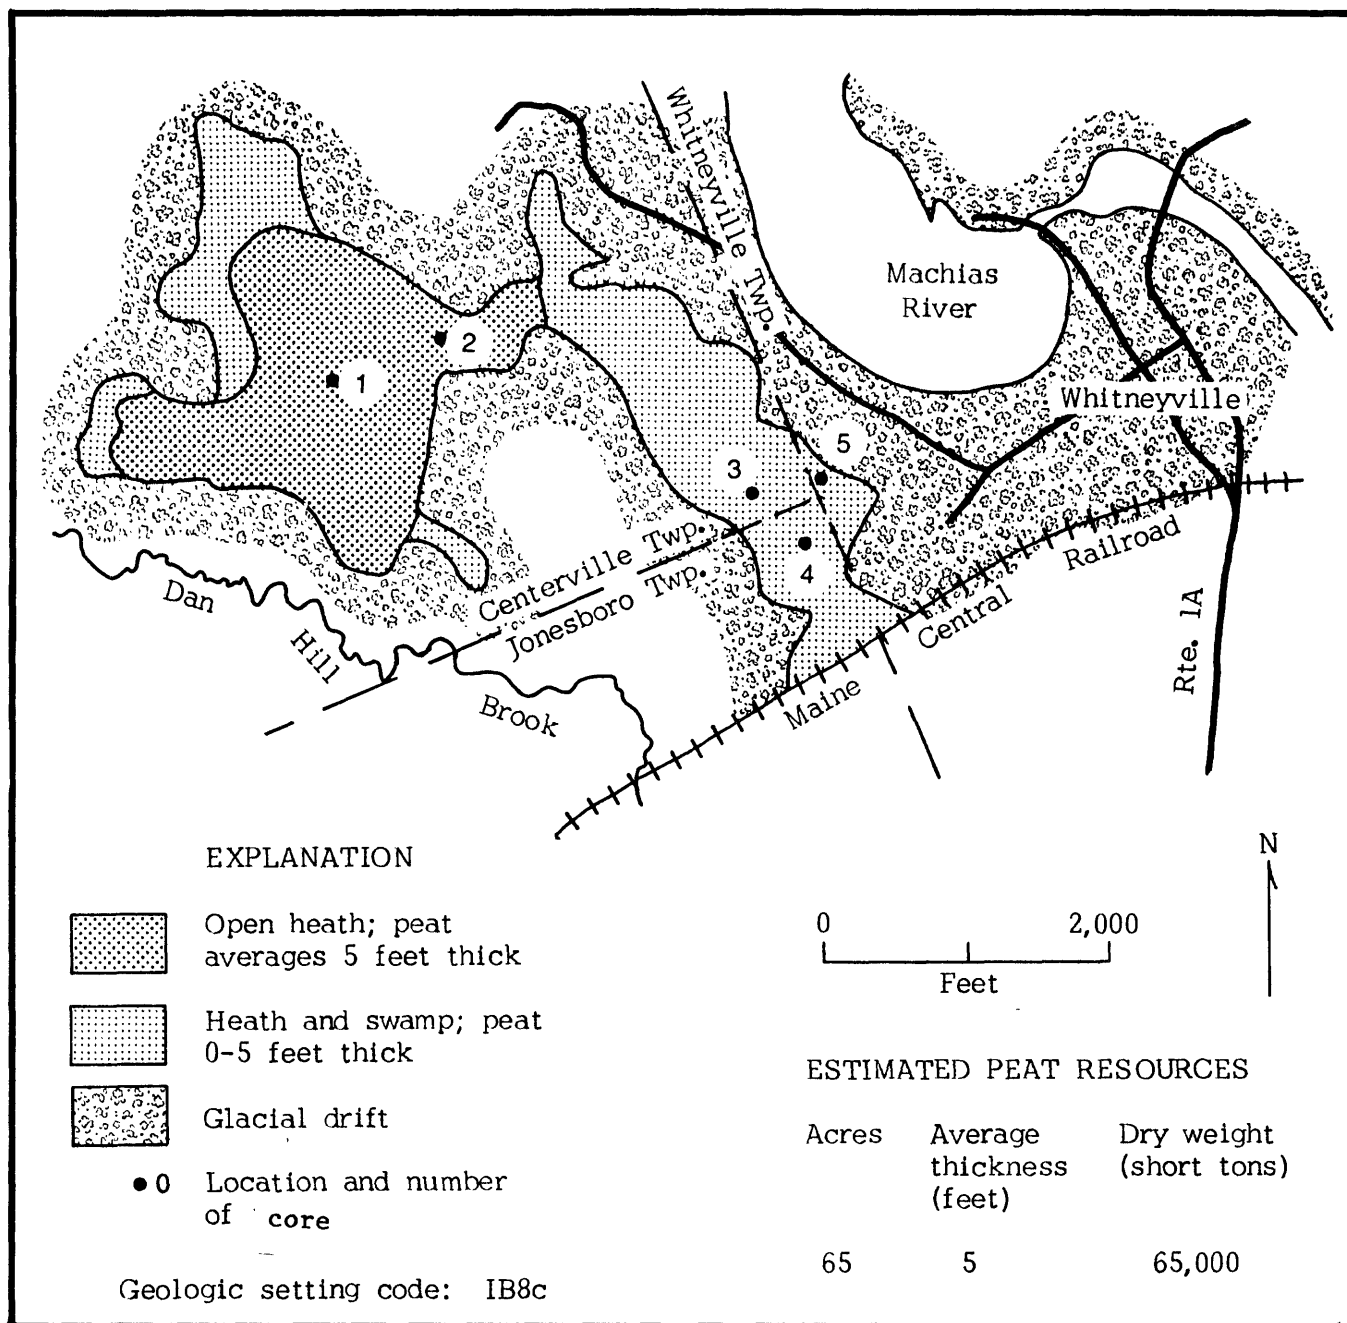 Whitneyville Twp.
Machias
River
2
1
Whitneyville
5
3
4
Centerville Twp.
Jonesboro Twp.
Dan
Hill
Brook
Maine
Central
Railroad
Rte. 1A
EXPLANATION
Open heath; peat
averages 5 feet thick
Heath and swamp; peat
0-5 feet thick
Glacial drift
0 Location and number
of core
Geologic setting code: IB8c
N
0 2,000
Feet
ESTIMATED PEAT RESOURCES
Acres Average Dry weight
thickness (short tons)
(feet)
65 5 65,000